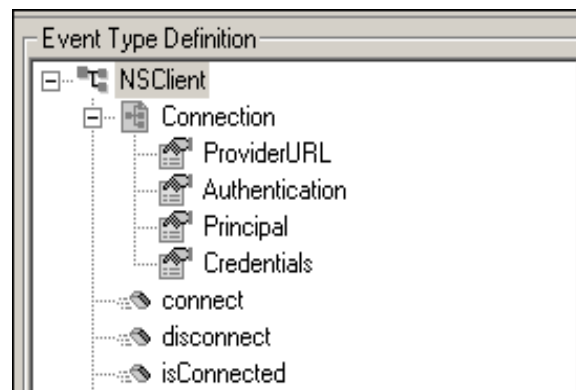 Event Type Definition
NSClient
Connection
ProviderURL
Authentication
Principal
Credentials
connect
disconnect
isConnected